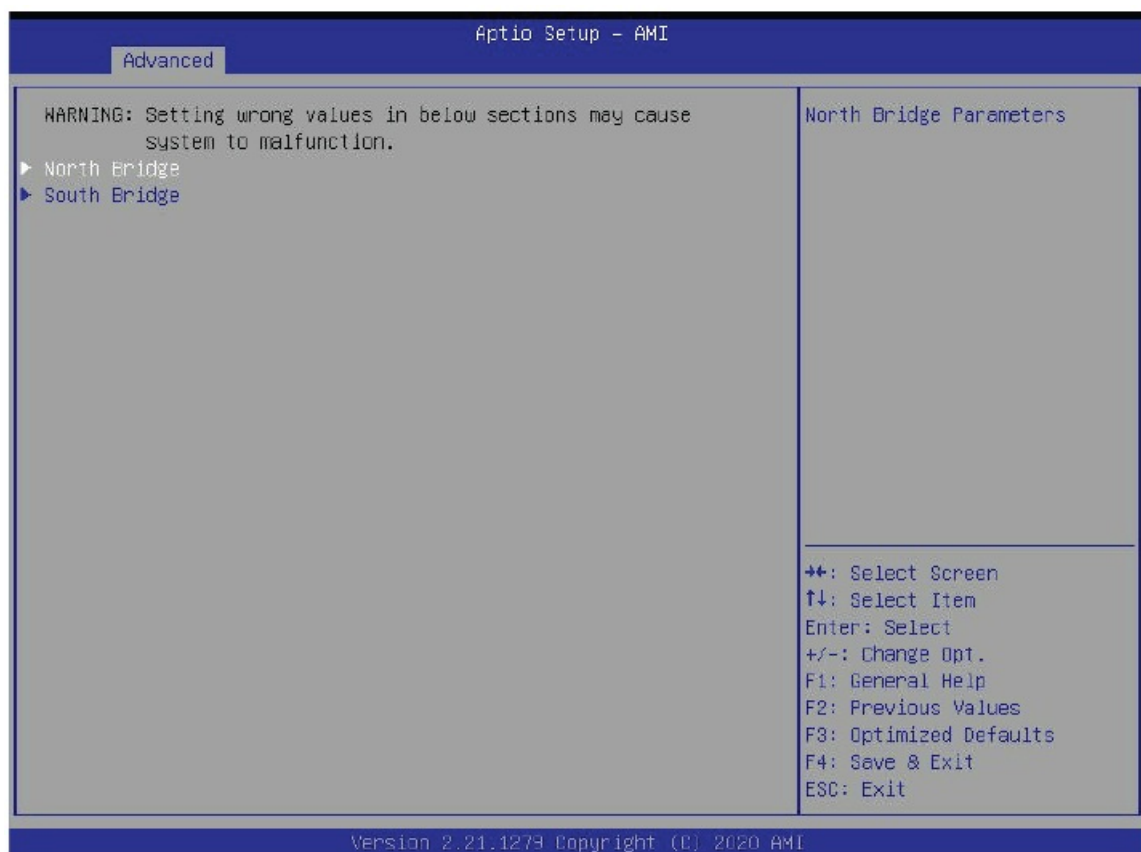 Aptio Setup – AMI
Advanced
WARNING: Setting wrong values in below sections may cause
system to malfunction.
► North Bridge
► South Bridge
North Bridge Parameters
→←: Select Screen
↑↓: Select Item
Enter: Select
+/-: Change Opt.
F1: General Help
F2: Previous Values
F3: Optimized Defaults
F4: Save & Exit
ESC: Exit
Version 2.21.1279 Copyright (C) 2020 AMI